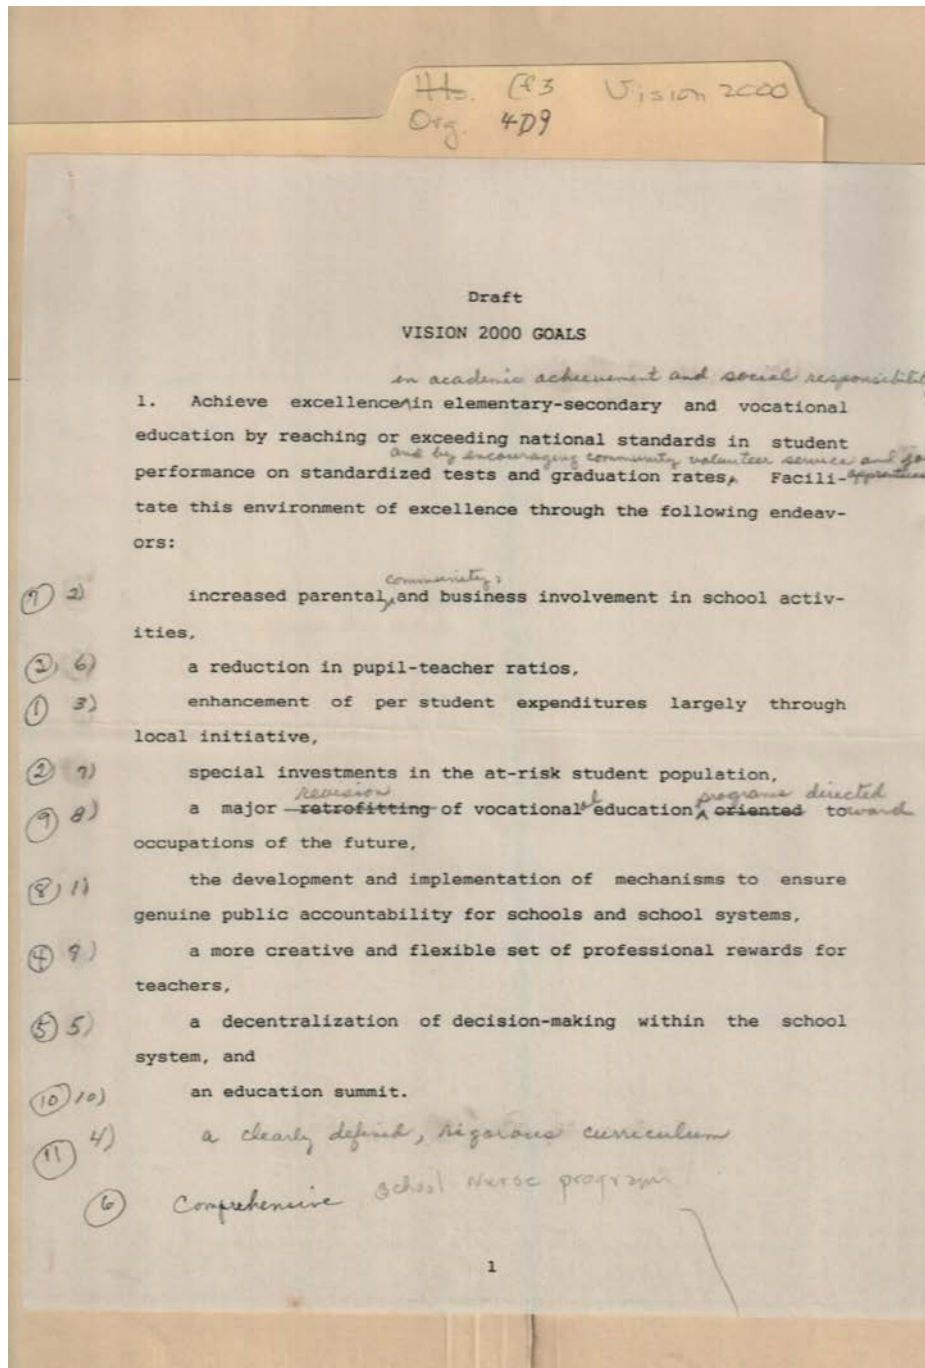 Hts. Cf3 Vision 2000
Org. 4D9
Draft
VISION 2000 GOALS
in academic achievement and social responsibilit
1. Achieve excellence in elementary-secondary and vocational
education by reaching or exceeding national standards in student
and by encouraging community volunteer service and
performance on standardized tests and graduation rates, Facili-
tate this environment of excellence through the following endeav-
ors:
community,
(7) 2) increased parental, and business involvement in school activ-
ities,
(2) 6) a reduction in pupil-teacher ratios,
(1) 3) enhancement of per student expenditures largely through
local initiative,
(2) 7) special investments in the at-risk student population,
revision programs directed
(9) 8) a major retrofitting of vocational education oriented toward
occupations of the future,
(8) 1) the development and implementation of mechanisms to ensure
genuine public accountability for schools and school systems,
(4) 9) a more creative and flexible set of professional rewards for
teachers,
(5) 5) a decentralization of decision-making within the school
system, and
(10) 10) an education summit.
(11) 4) a clearly defined, rigorous curriculum
(6) Comprehensive School Nurse program
1